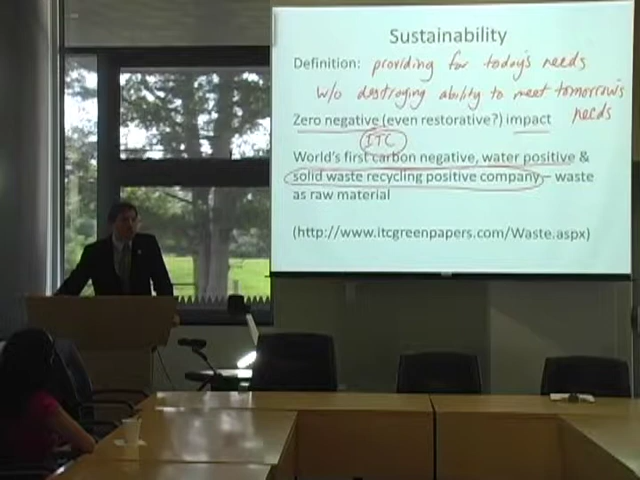 Sustainability
Definition: providing for today's needs
w/o destroying ability to meet tomorrow's
Zero negative (even restorative?) impact needs
ITC
World's first carbon negative, water positive &
solid waste recycling positive company – waste
as raw material
(http://www.itcgreenpapers.com/Waste.aspx)